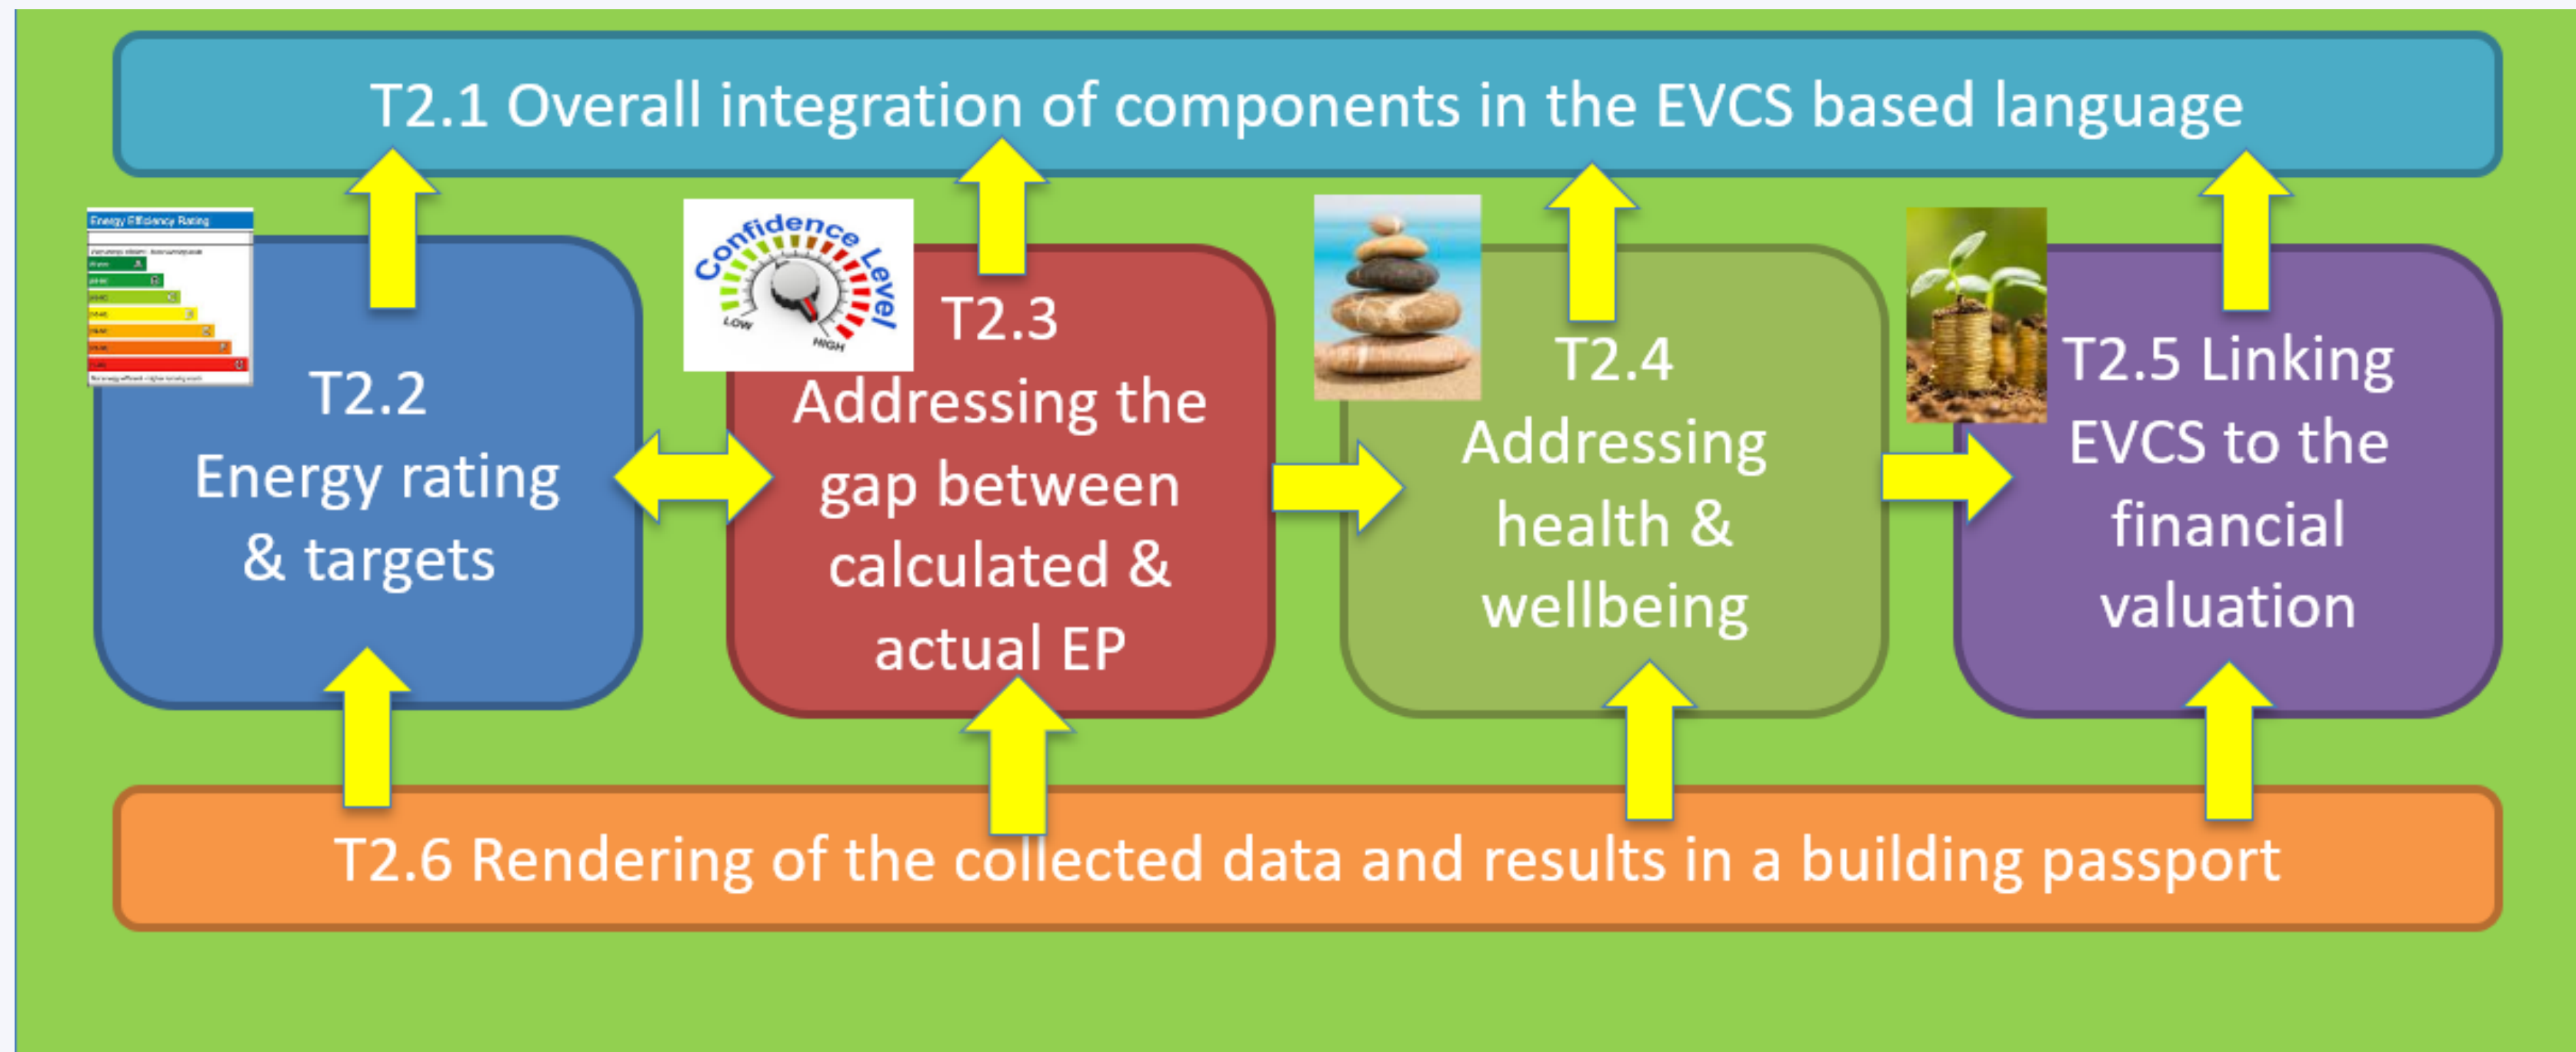 T2.1 Overall integration of components in the EVCS based language
Energy Efficiency Rating
Confidence Level
LOW
HIGH
T2.2
Energy rating
& targets
T2.3
Addressing the
gap between
calculated &
actual EP
T2.4
Addressing
health &
wellbeing
T2.5 Linking
EVCS to the
financial
valuation
T2.6 Rendering of the collected data and results in a building passport